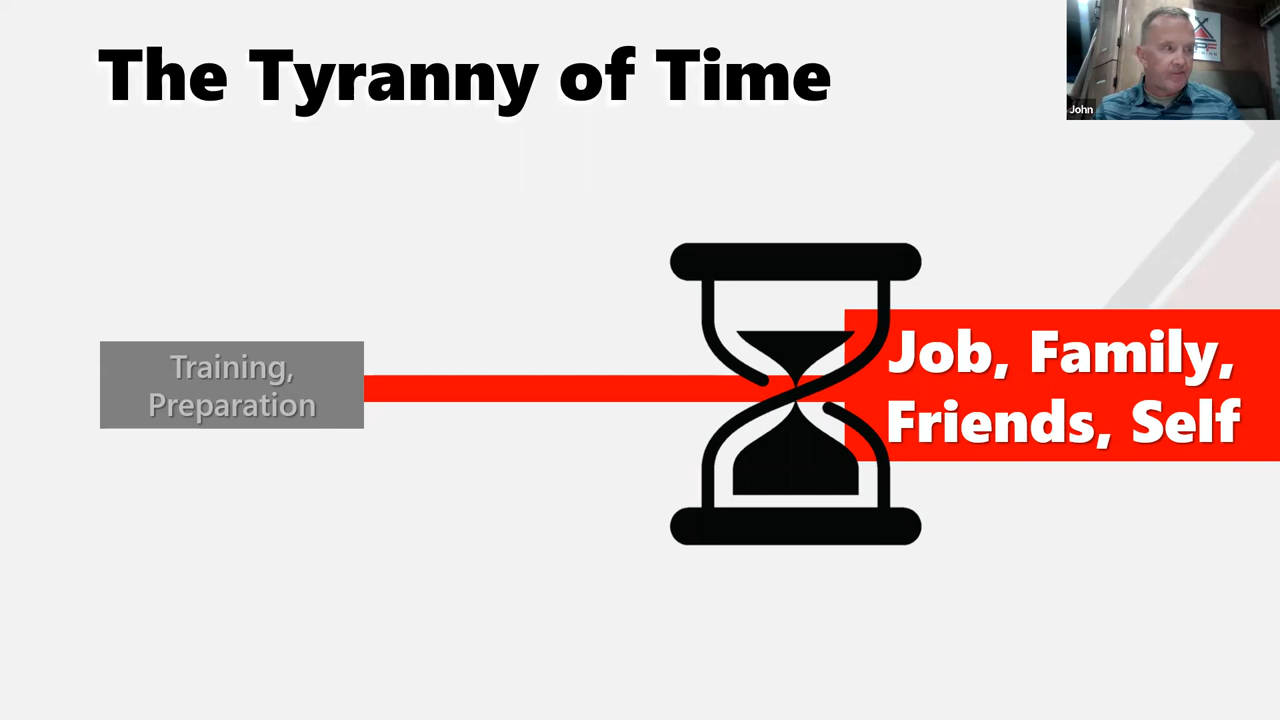 The Tyranny of Time
John
Training,
Preparation
Job, Family,
Friends, Self